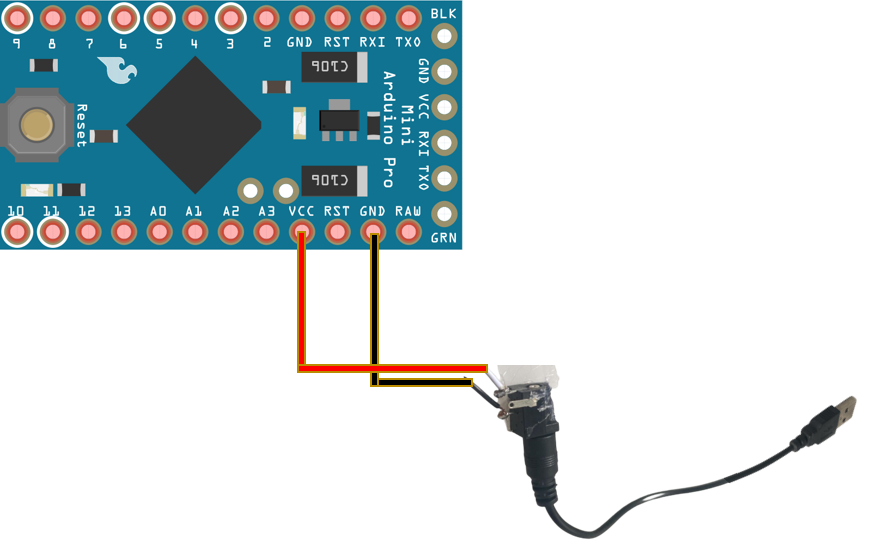 BLK
9 8 7 6 5 4 3 2 GND RST RXI TXO
GND VCC RXI TXO
C106
Arduino Pro
Mini
Reset
C106
10 11 12 13 A0 A1 A2 A3 VCC RST GND RAW
GRN